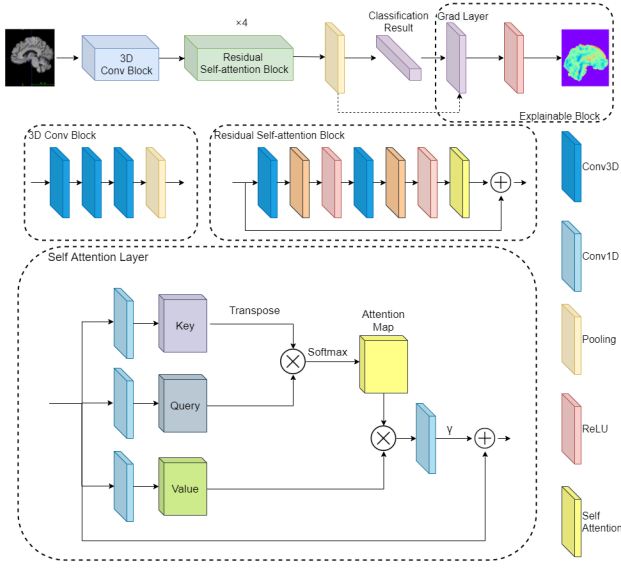 ×4
Classification
Result
Grad Layer
3D
Conv Block
Residual
Self-attention Block
Explainable Block
3D Conv Block
Residual Self-attention Block
Conv3D
Conv1D
Pooling
ReLU
Self
Attention
Self Attention Layer
Key
Transpose
Attention
Map
Softmax
Query
γ
Value